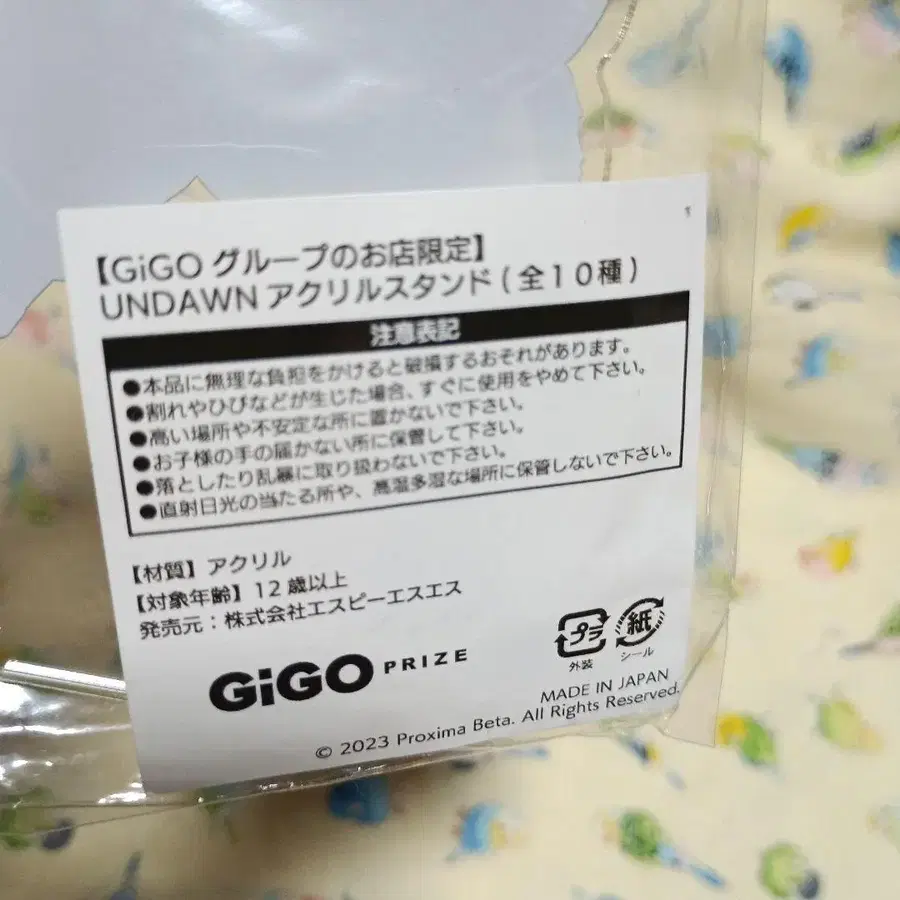 【GiGO グループのお店限定】
UNDAWN アクリルスタンド (全10種)
注意表記
●本品に無理な負担をかけると破損するおそれがあります。
●割れやひびなどが生じた場合、すぐに使用をやめて下さい。
●高い場所や不安定な所に置かないで下さい。
●お子様の手の届かない所に保管して下さい。
●落としたり乱暴に取り扱わないで下さい。
●直射日光の当たる所や、高湿多湿な場所に保管しないで下さい。
【材質】アクリル
【対象年齢】12歳以上
発売元：株式会社エスピーエスエス
プラ 紙
外装 シール
GiGO PRIZE
MADE IN JAPAN
© 2023 Proxima Beta. All Rights Reserved.